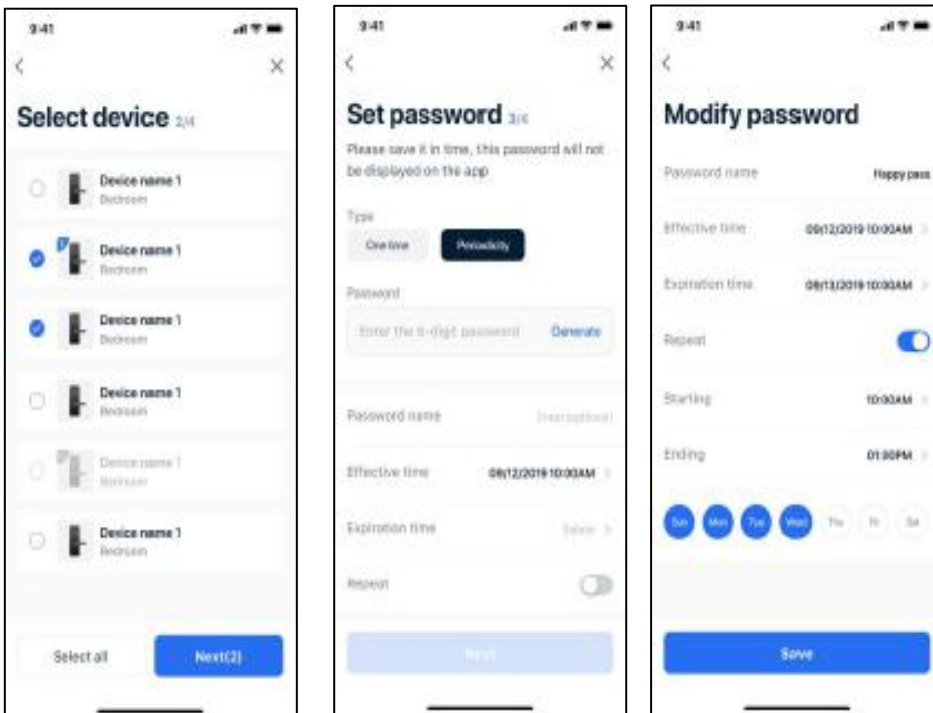 9:41
Select device 2/4
Device name 1
Bedroom
Device name 1
Bedroom
Device name 1
Bedroom
Device name 1
Bedroom
Device name 1
Bedroom
Device name 1
Bedroom
Select all
Next(2)
9:41
Set password
Please save it in time, this password will not
be displayed on the app
Type
One time
Periodicity
Password
Enter the 6-digit password
Generate
Password name
Effective time
09/12/2019 10:00AM
Expiration time
Select
Repeat
Next
9:41
Modify password
Password name
Happy pass
Effective time
09/12/2019 10:00AM
Expiration time
09/13/2019 10:00AM
Repeat
Starting
10:00AM
Ending
01:00PM
Sun Mon Tue Wed Thu Fri Sat
Save